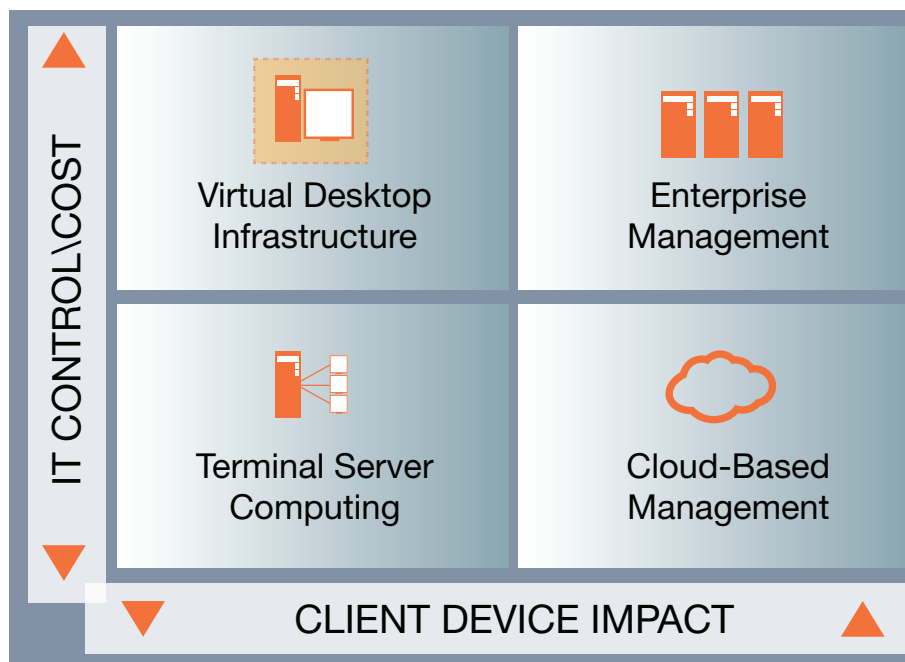 IT CONTROL\COST
Virtual Desktop
Infrastructure
Enterprise
Management
Terminal Server
Computing
Cloud-Based
Management
CLIENT DEVICE IMPACT